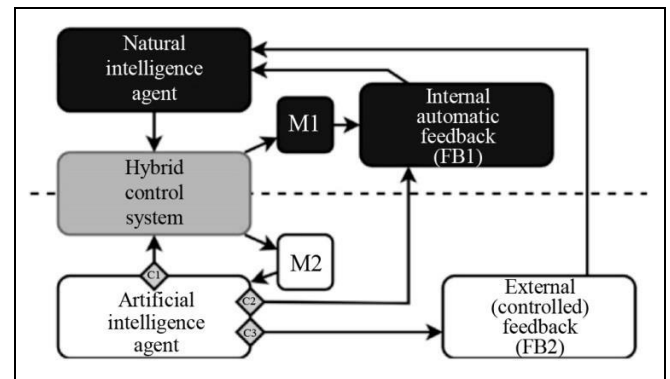 Natural
intelligence
agent
M1
Internal
automatic
feedback
(FB1)
Hybrid
control
system
M2
C1
C2
C3
Artificial
intelligence
agent
External
(controlled)
feedback
(FB2)